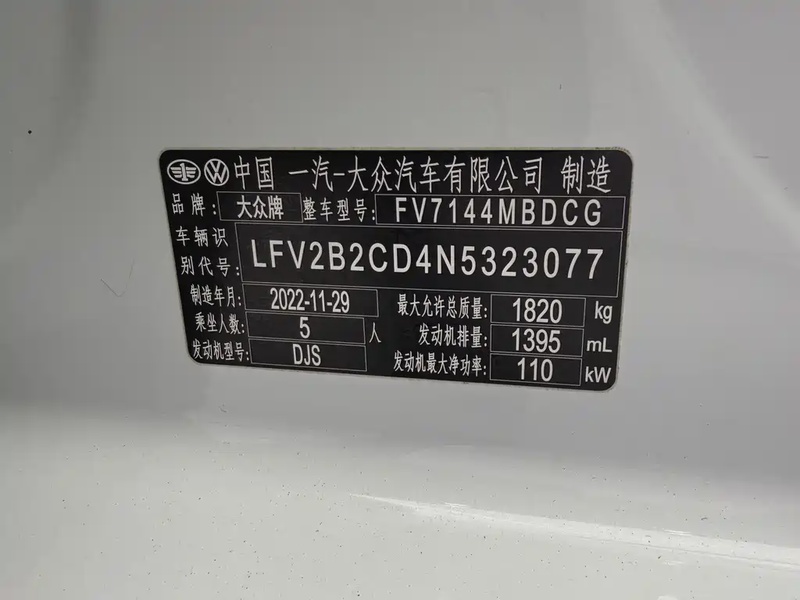 中国 一汽-大众汽车有限公司 制造
品牌: 大众牌 整车型号: FV7144MBDCG
车辆识别代号: LFV2B2CD4N5323077
制造年月: 2022-11-29 最大允许总质量: 1820 kg
乘坐人数: 5 人 发动机排量: 1395 mL
发动机型号: DJS 发动机最大净功率: 110 kW